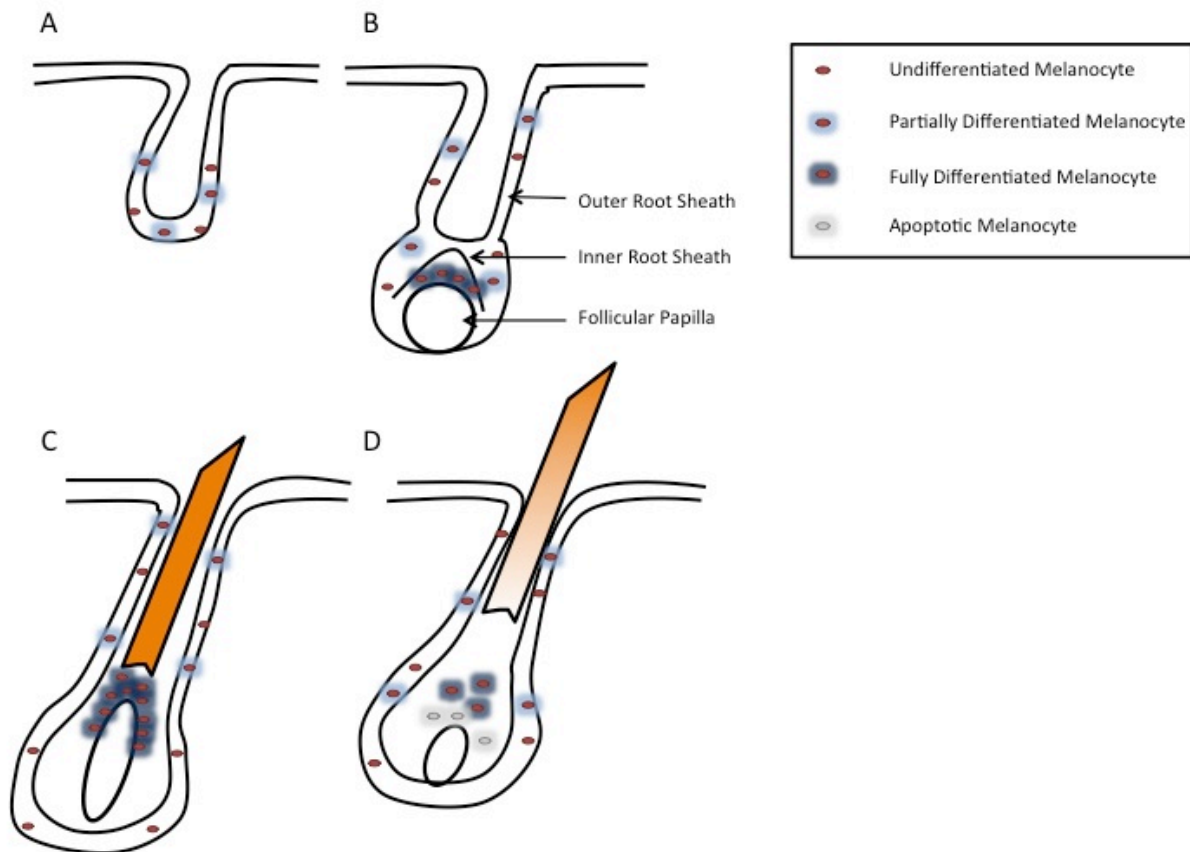 A
B
Undifferentiated Melanocyte
Partially Differentiated Melanocyte
Fully Differentiated Melanocyte
Apoptotic Melanocyte
Outer Root Sheath
Inner Root Sheath
Follicular Papilla
C
D